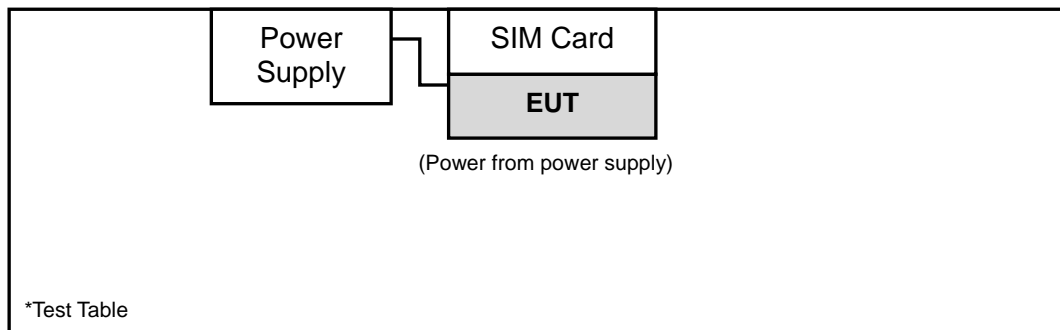 Power
Supply
SIM Card
EUT
(Power from power supply)
*Test Table